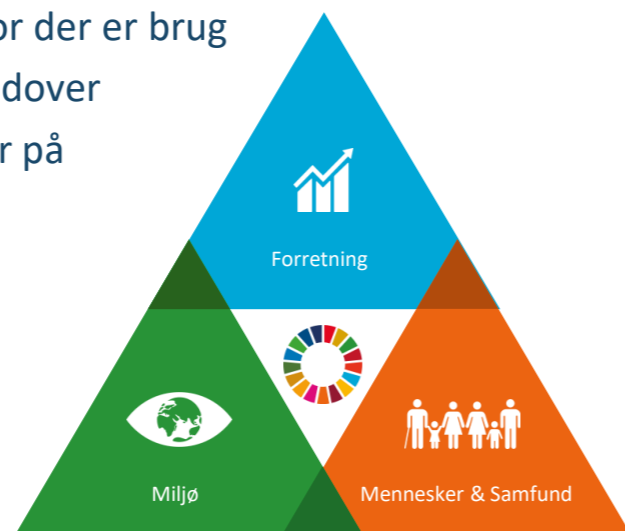 or der er brug
dover
r på
Forretning
Miljø
Mennesker & Samfund